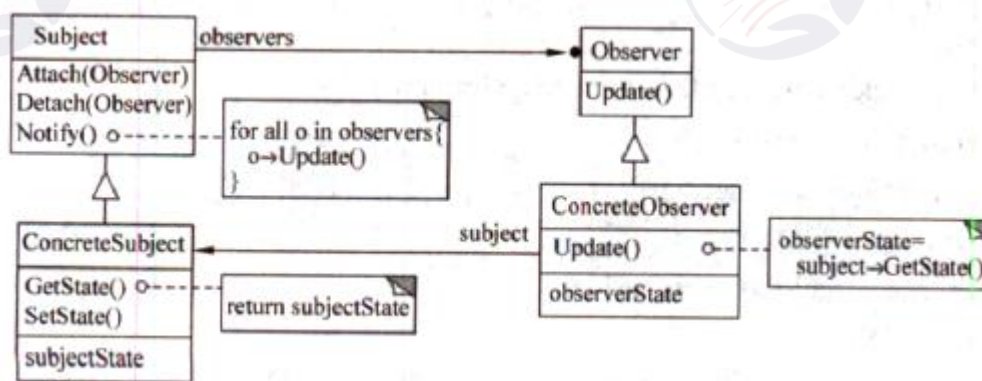 Subject
observers
Observer
Attach(Observer)
Detach(Observer)
Notify()
Update()
for all o in observers{
o→Update()
}
ConcreteSubject
subject
ConcreteObserver
GetState()
SetState()
return subjectState
Update()
observerState=
subject→GetState()
observerState
subjectState